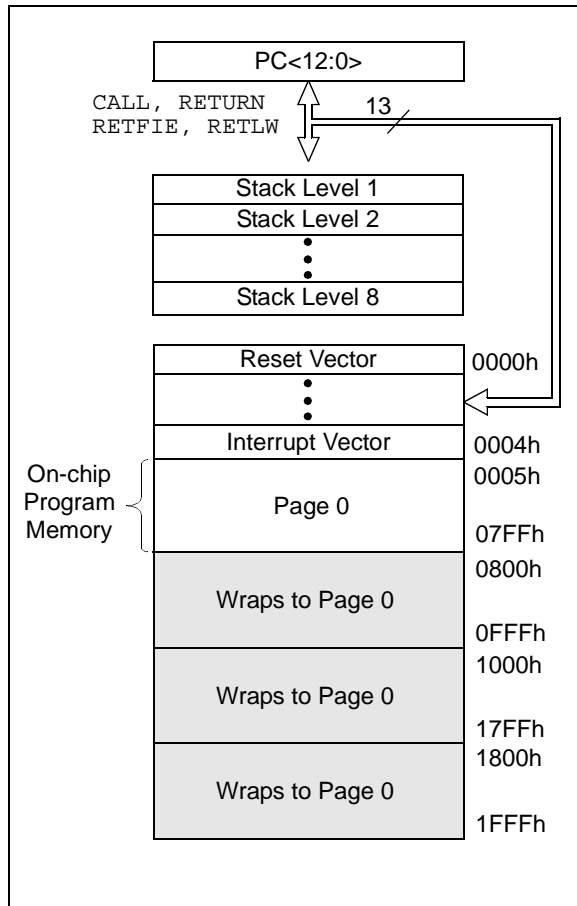 PC<12:0>
CALL, RETURN
RETFIE, RETLW
13
Stack Level 1
Stack Level 2
Stack Level 8
Reset Vector
0000h
Interrupt Vector
0004h
On-chip
Program
Memory
0005h
Page 0
07FFh
0800h
Wraps to Page 0
0FFFh
1000h
Wraps to Page 0
17FFh
1800h
Wraps to Page 0
1FFFh